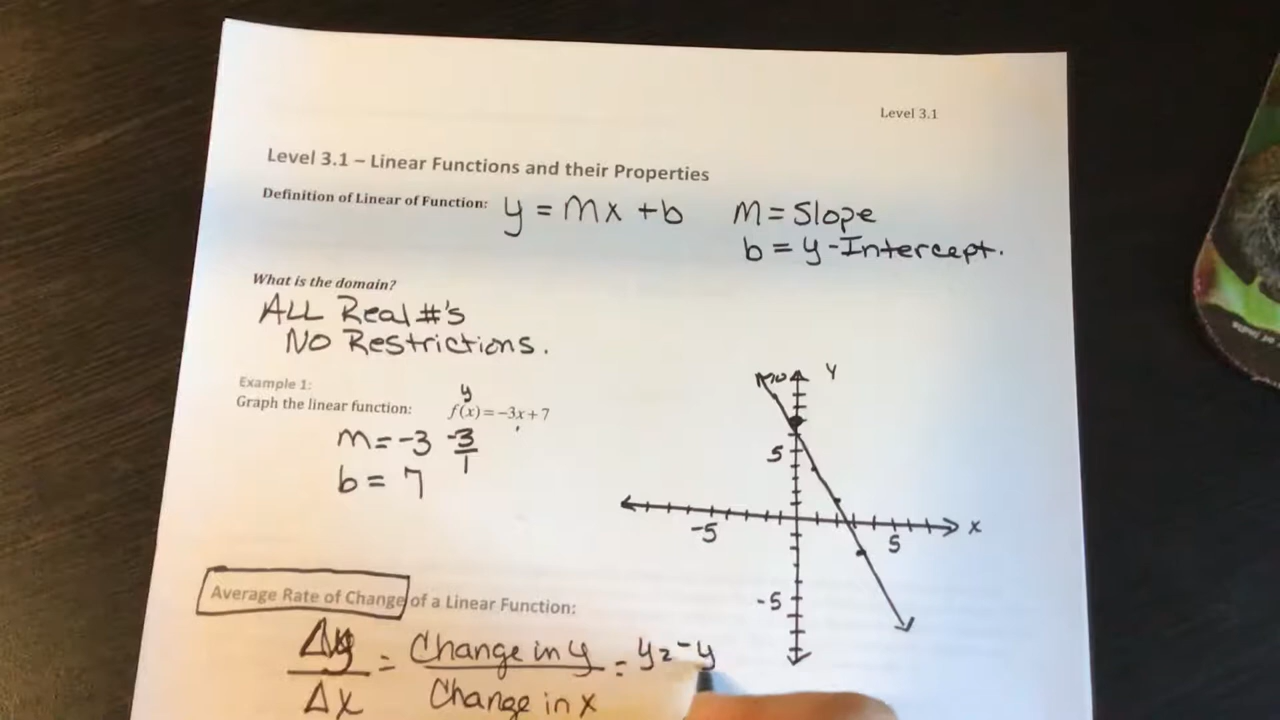 Level 3.1
Level 3.1 – Linear Functions and their Properties
Definition of Linear of Function: y = mx + b m = Slope
b = y-Intercept.
What is the domain?
ALL Real #'s
NO Restrictions.
Example 1: y
Graph the linear function: f(x) = −3x + 7
m = -3 -3/1
b = 7
10 Y
5
-5 5 X
-5
Average Rate of Change of a Linear Function:
Δy/Δx = Change in y/Change in x = y2 - y